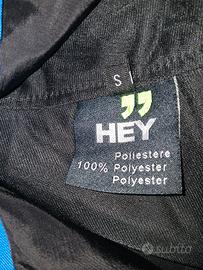 S
HEY
Poliestere
100% Polyester
Polyester
subito